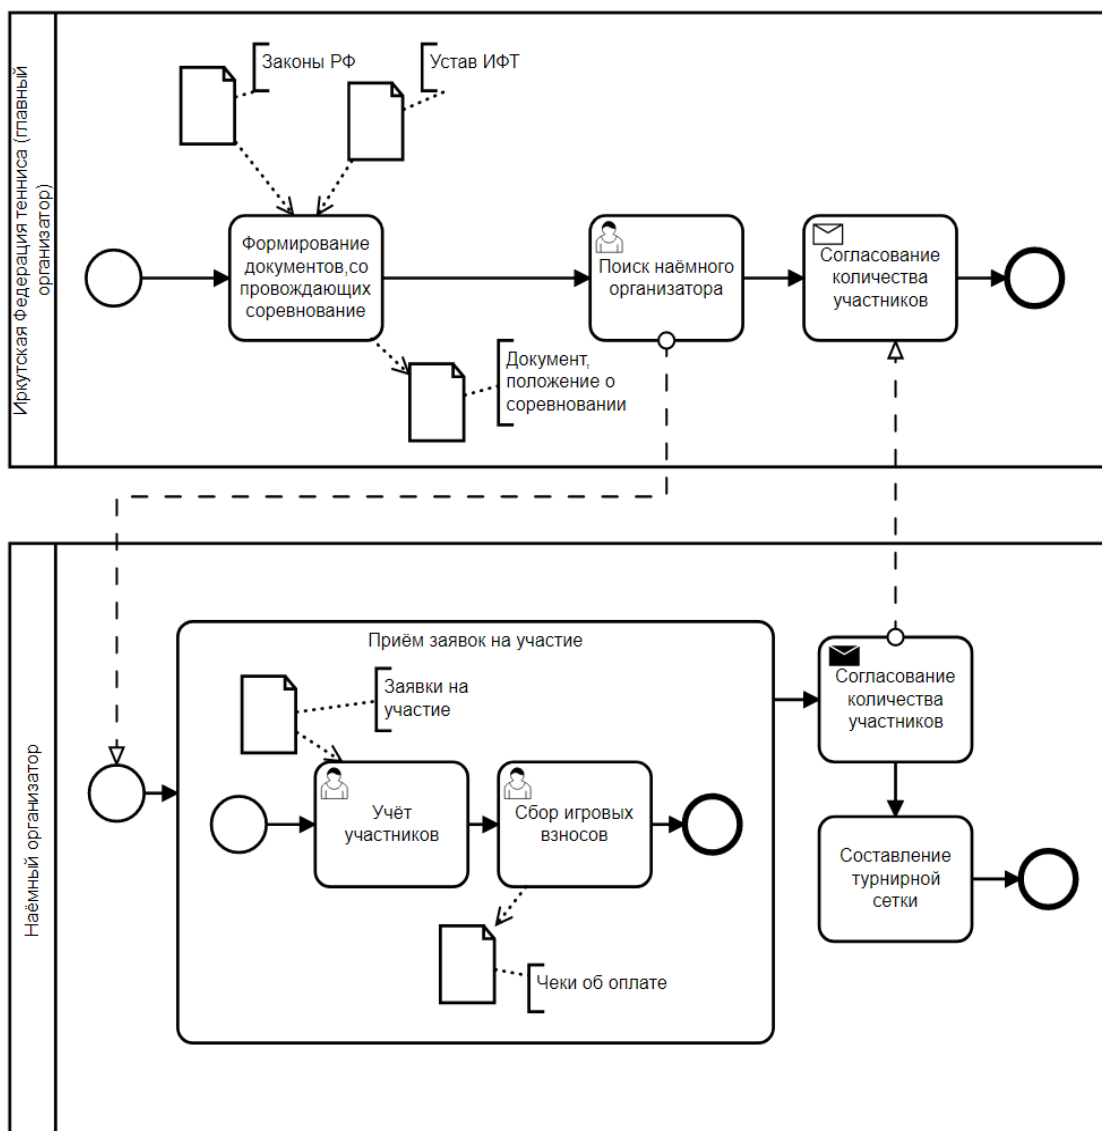 Иркутская Федерация тенниса (главный
организатор)
Законы РФ
Устав ИФТ
Формирование
документов,со
провождающих
соревнование
Поиск наёмного
организатора
Согласование
количества
участников
Документ,
положение о
соревновании
Наёмный организатор
Приём заявок на участие
Заявки на
участие
Учёт
участников
Сбор игровых
взносов
Чеки об оплате
Согласование
количества
участников
Составление
турнирной
сетки